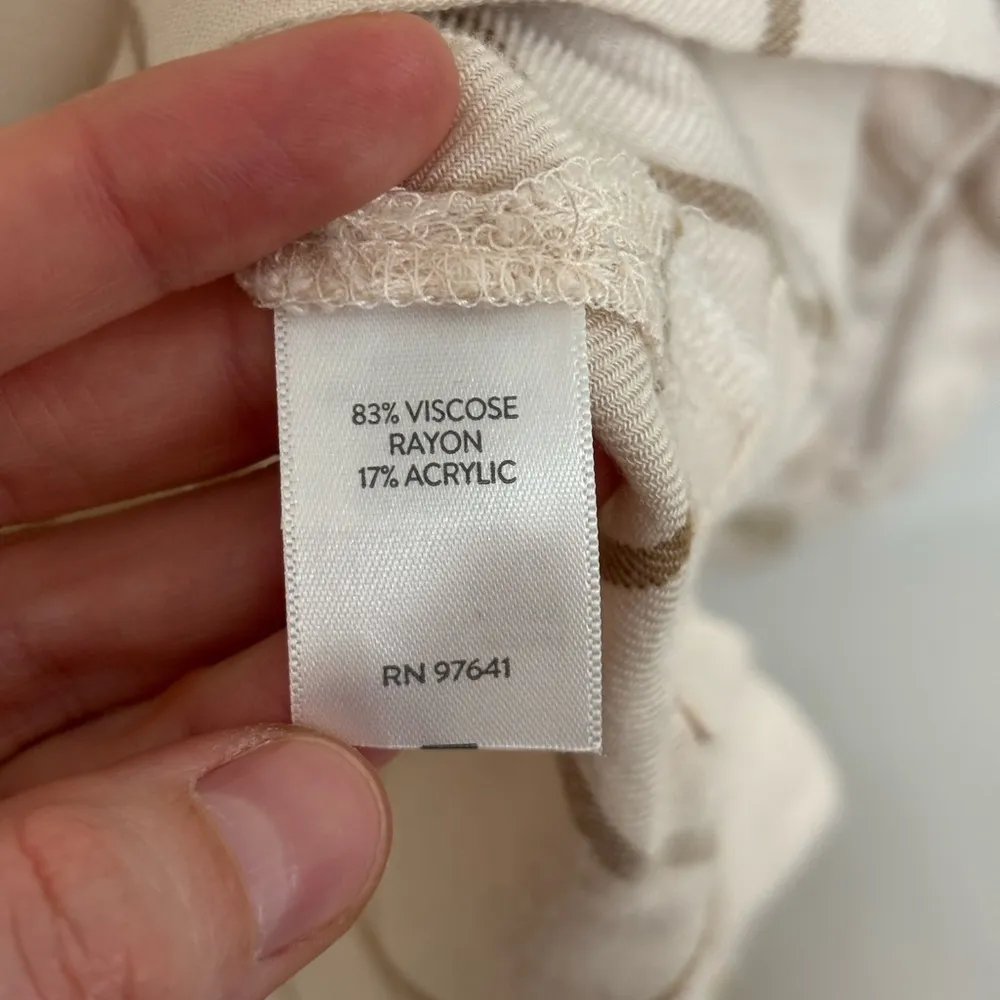 83% VISCOSE
RAYON
17% ACRYLIC
RN 97641